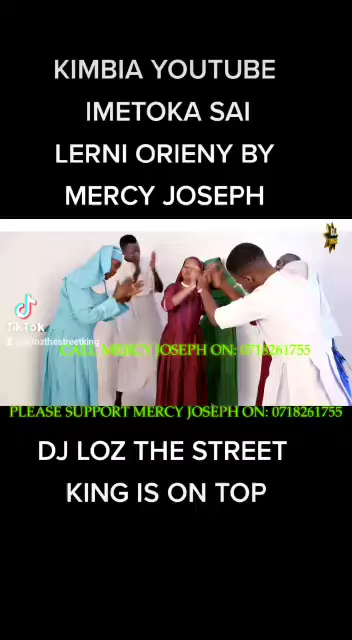 KIMBIA YOUTUBE
IMETOKA SAI
LERNI ORIENY BY
MERCY JOSEPH
TikTok
CALL MERCY JOSEPH ON: 0718261755
PLEASE SUPPORT MERCY JOSEPH ON: 0718261755
DJ LOZ THE STREET
KING IS ON TOP